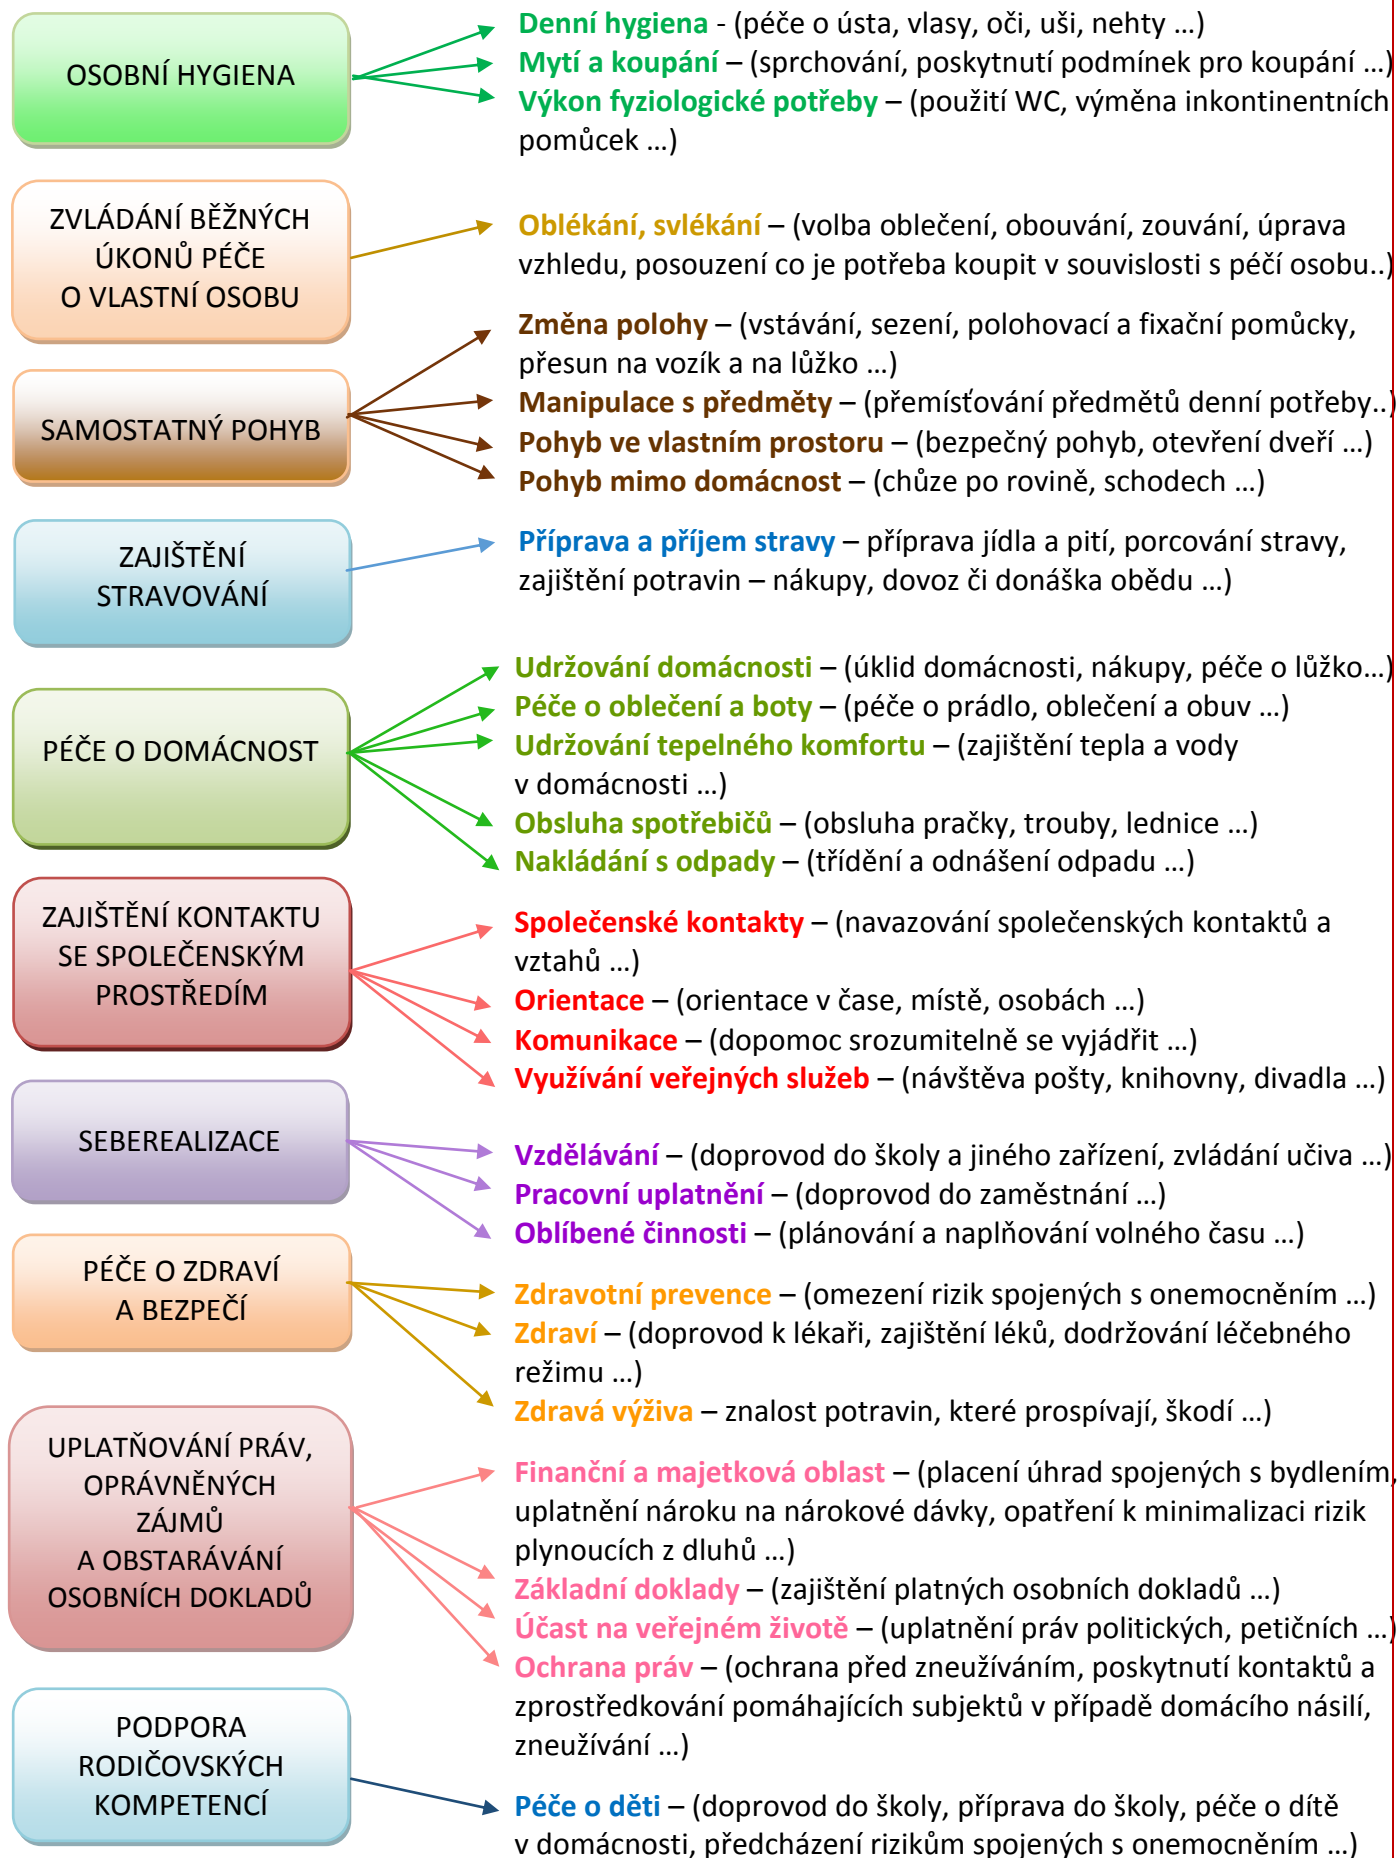 OSOBNÍ HYGIENA
Denní hygiena - (péče o ústa, vlasy, oči, uši, nehty …)
Mytí a koupání – (sprchování, poskytnutí podmínek pro koupání …)
Výkon fyziologické potřeby – (použití WC, výměna inkontinentních
pomůcek …)
ZVLÁDÁNÍ BĚŽNÝCH
ÚKONŮ PÉČE
O VLASTNÍ OSOBU
Oblékání, svlékání – (volba oblečení, obouvání, zouvání, úprava
vzhledu, posouzení co je potřeba koupit v souvislosti s péčí osobu..)
SAMOSTATNÝ POHYB
Změna polohy – (vstávání, sezení, polohovací a fixační pomůcky,
přesun na vozík a na lůžko …)
Manipulace s předměty – (přemísťování předmětů denní potřeby..)
Pohyb ve vlastním prostoru – (bezpečný pohyb, otevření dveří …)
Pohyb mimo domácnost – (chůze po rovině, schodech …)
ZAJIŠTĚNÍ
STRAVOVÁNÍ
Příprava a příjem stravy – příprava jídla a pití, porcování stravy,
zajištění potravin – nákupy, dovoz či donáška obědu …)
PÉČE O DOMÁCNOST
Udržování domácnosti – (úklid domácnosti, nákupy, péče o lůžko…)
Péče o oblečení a boty – (péče o prádlo, oblečení a obuv …)
Udržování tepelného komfortu – (zajištění tepla a vody
v domácnosti …)
Obsluha spotřebičů – (obsluha pračky, trouby, lednice …)
Nakládání s odpady – (třídění a odnášení odpadu …)
ZAJIŠTĚNÍ KONTAKTU
SE SPOLEČENSKÝM
PROSTŘEDÍM
Společenské kontakty – (navazování společenských kontaktů a
vztahů …)
Orientace – (orientace v čase, místě, osobách …)
Komunikace – (dopomoc srozumitelně se vyjádřit …)
Využívání veřejných služeb – (návštěva pošty, knihovny, divadla …)
SEBEREALIZACE
Vzdělávání – (doprovod do školy a jiného zařízení, zvládání učiva …)
Pracovní uplatnění – (doprovod do zaměstnání …)
Oblíbené činnosti – (plánování a naplňování volného času …)
PÉČE O ZDRAVÍ
A BEZPEČÍ
Zdravotní prevence – (omezení rizik spojených s onemocněním …)
Zdraví – (doprovod k lékaři, zajištění léků, dodržování léčebného
režimu …)
Zdravá výživa – znalost potravin, které prospívají, škodí …)
UPLATŇOVÁNÍ PRÁV,
OPRÁVNĚNÝCH
ZÁJMŮ
A OBSTARÁVÁNÍ
OSOBNÍCH DOKLADŮ
Finanční a majetková oblast – (placení úhrad spojených s bydlením,
uplatnění nároku na nárokové dávky, opatření k minimalizaci rizik
plynoucích z dluhů …)
Základní doklady – (zajištění platných osobních dokladů …)
Účast na veřejném životě – (uplatnění práv politických, petičních …)
Ochrana práv – (ochrana před zneužíváním, poskytnutí kontaktů a
zprostředkování pomáhajících subjektů v případě domácího násilí,
zneužívání …)
PODPORA
RODIČOVSKÝCH
KOMPETENCÍ
Péče o děti – (doprovod do školy, příprava do školy, péče o dítě
v domácnosti, předcházení rizikům spojených s onemocněním …)